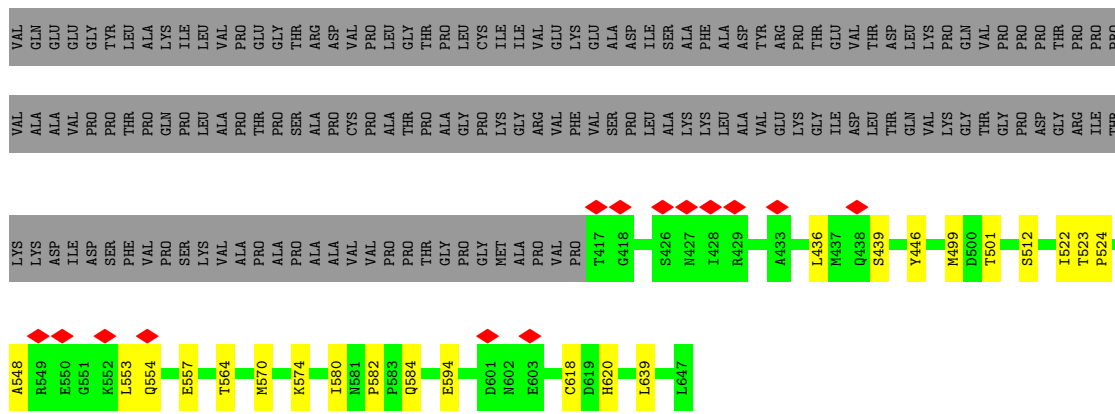 VAL GLN GLU GLU GLY TYR LEU ALA LYS ILE LEU VAL PRO GLU GLY THR ARG ASP VAL PRO LEU GLY THR PRO LEU CYS ILE ILE VAL GLU LYS GLU ALA ASP ILE SER ALA PHE ALA ASP TYR ARG PRO THR GLU VAL THR ASP LEU LYS PRO GLN VAL PRO PRO PRO THR PRO PRO PRO
VAL ALA ALA VAL PRO PRO THR PRO GLN PRO LEU ALA PRO THR PRO SER ALA PRO CYS PRO ALA THR PRO ALA GLY PRO LYS GLY ARG VAL PHE VAL SER PRO LEU ALA LYS LYS LEU ALA VAL GLU LYS GLY ILE ASP LEU THR GLN VAL LYS GLY THR GLY PRO ASP GLY ARG ILE THR
LYS LYS ASP ILE ASP SER PHE VAL PRO SER LYS VAL ALA PRO ALA PRO ALA ALA VAL VAL PRO PRO THR GLY PRO GLY MET ALA PRO VAL PRO T417 G418 S426 N427 I428 R429 A433 L436 M437 Q438 S439 Y446 M499 D500 T501 S512 I522 T523 P524
A548 R549 E550 G551 K552 L553 Q554 E557 T564 M570 K574 I580 N581 P582 P583 Q584 E594 D601 N602 E603 C618 D619 H620 L639 L647